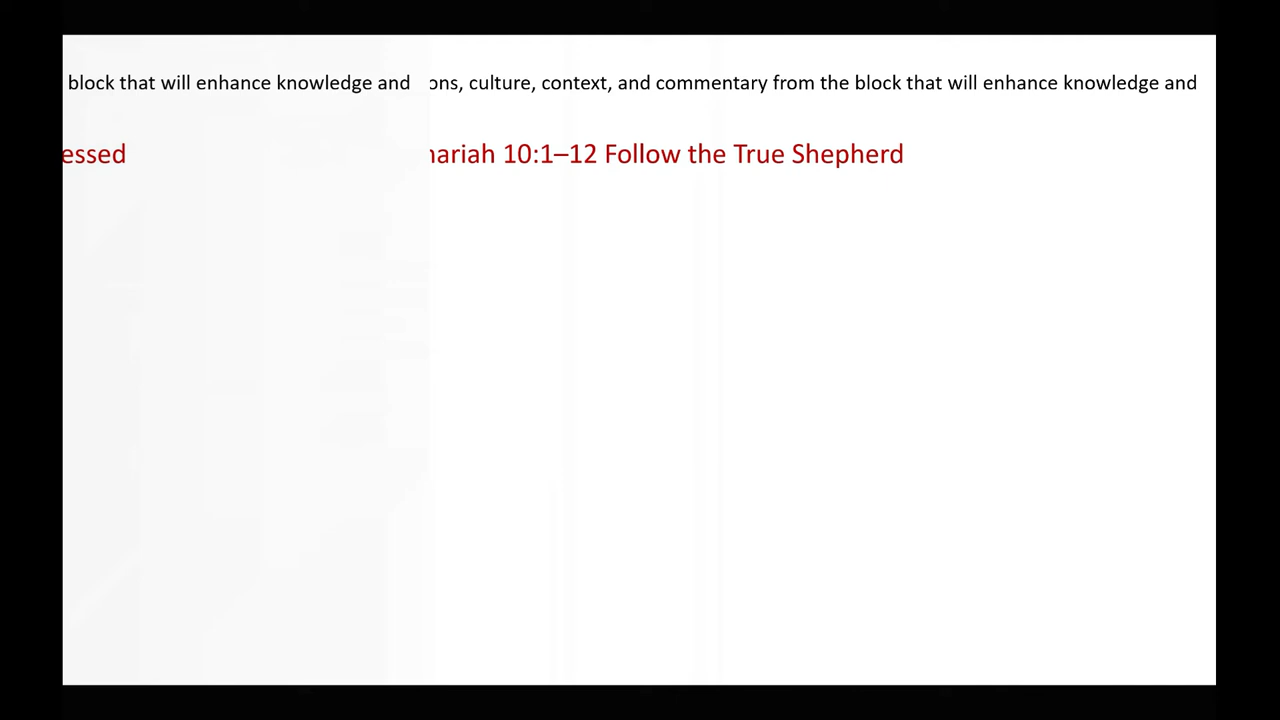 block that will enhance knowledge and
ons, culture, context, and commentary from the block that will enhance knowledge and
essed
ariah 10:1–12 Follow the True Shepherd